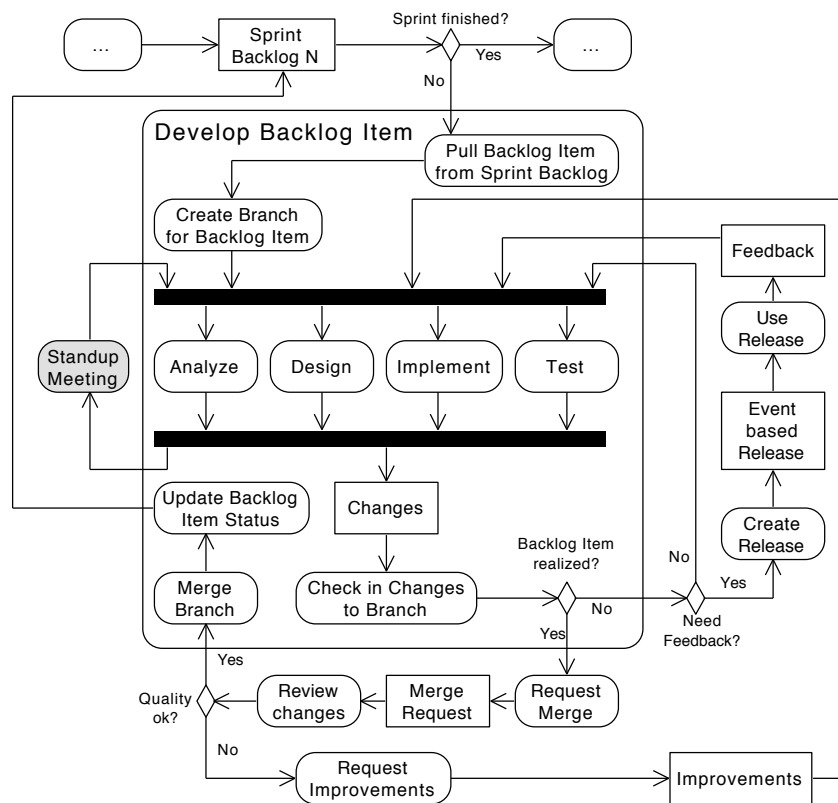 Sprint finished?
...
Sprint
Backlog N
Yes
...
No
Develop Backlog Item
Pull Backlog Item
from Sprint Backlog
Create Branch
for Backlog Item
Feedback
Use
Release
Standup
Meeting
Analyze
Design
Implement
Test
Event
based
Release
Update Backlog
Item Status
Changes
Create
Release
Backlog Item
realized?
No
Merge
Branch
Check in Changes
to Branch
No
Yes
Yes
Need
Feedback?
Yes
Quality
ok?
Review
changes
Merge
Request
Request
Merge
No
Request
Improvements
Improvements